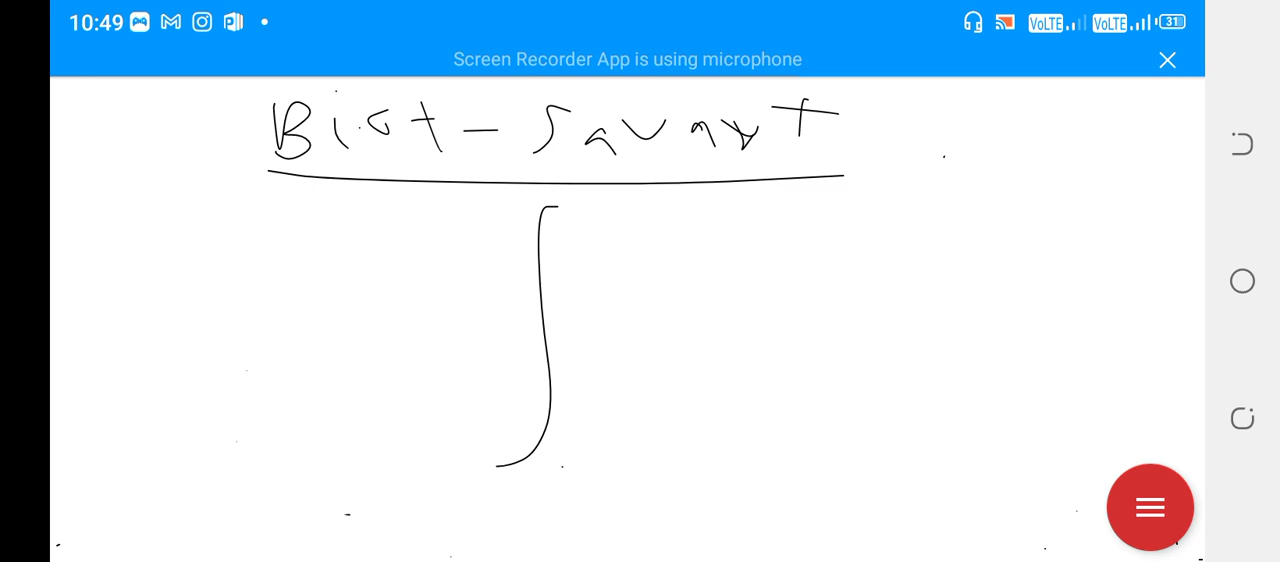 10:49 VoLTE VoLTE 31
Screen Recorder App is using microphone
Biot - Savart
∫